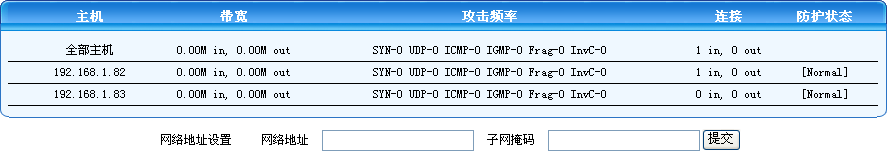 主机 带宽 攻击频率 连接 防护状态
全部主机 0.00M in, 0.00M out SYN-0 UDP-0 ICMP-0 IGMP-0 Frag-0 InvC-0 1 in, 0 out
192.168.1.82 0.00M in, 0.00M out SYN-0 UDP-0 ICMP-0 IGMP-0 Frag-0 InvC-0 1 in, 0 out [Normal]
192.168.1.83 0.00M in, 0.00M out SYN-0 UDP-0 ICMP-0 IGMP-0 Frag-0 InvC-0 0 in, 0 out [Normal]
网络地址设置 网络地址 子网掩码 提交